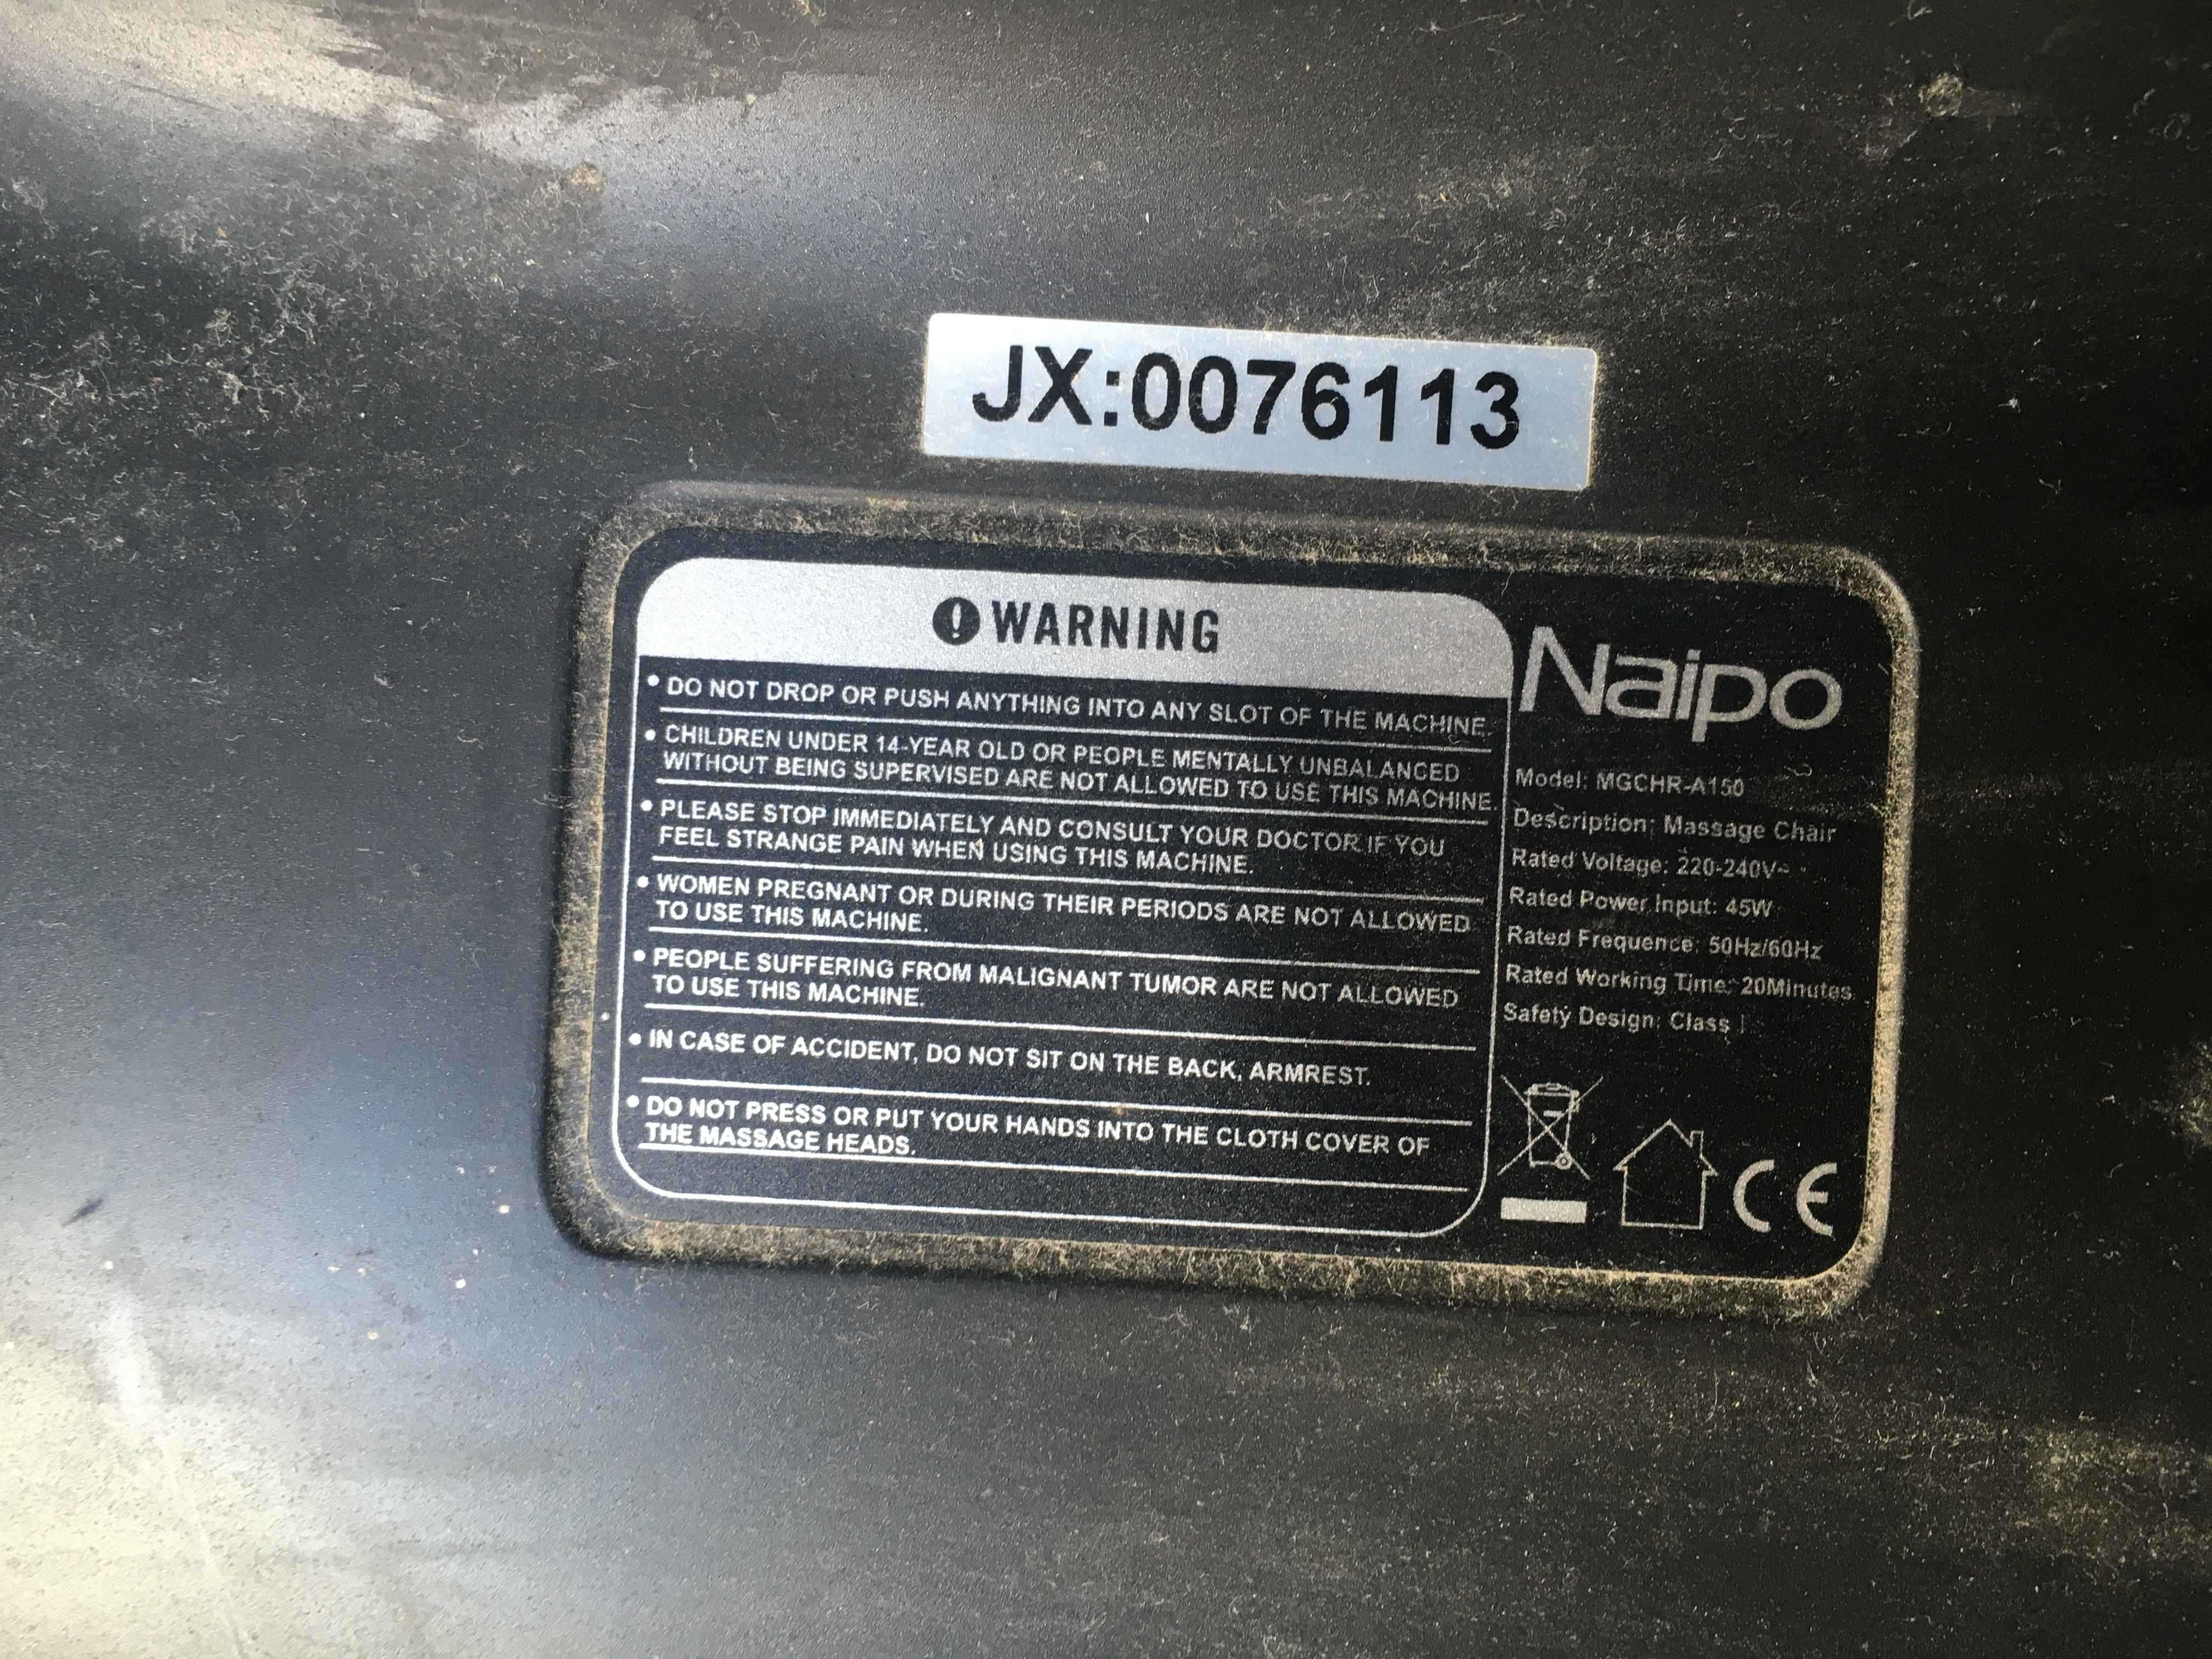 JX:0076113
WARNING
• DO NOT DROP OR PUSH ANYTHING INTO ANY SLOT OF THE MACHINE.
• CHILDREN UNDER 14-YEAR OLD OR PEOPLE MENTALLY UNBALANCED
WITHOUT BEING SUPERVISED ARE NOT ALLOWED TO USE THIS MACHINE.
• PLEASE STOP IMMEDIATELY AND CONSULT YOUR DOCTOR IF YOU
FEEL STRANGE PAIN WHEN USING THIS MACHINE.
• WOMEN PREGNANT OR DURING THEIR PERIODS ARE NOT ALLOWED
TO USE THIS MACHINE.
• PEOPLE SUFFERING FROM MALIGNANT TUMOR ARE NOT ALLOWED
TO USE THIS MACHINE.
• IN CASE OF ACCIDENT, DO NOT SIT ON THE BACK, ARMREST.
• DO NOT PRESS OR PUT YOUR HANDS INTO THE CLOTH COVER OF
THE MASSAGE HEADS.
Naipo
Model: MGCHR-A150
Description: Massage Chair
Rated Voltage: 220-240V~
Rated Power Input: 45W
Rated Frequence: 50Hz/60Hz
Rated Working Time: 20Minutes
Safety Design: Class I
CE